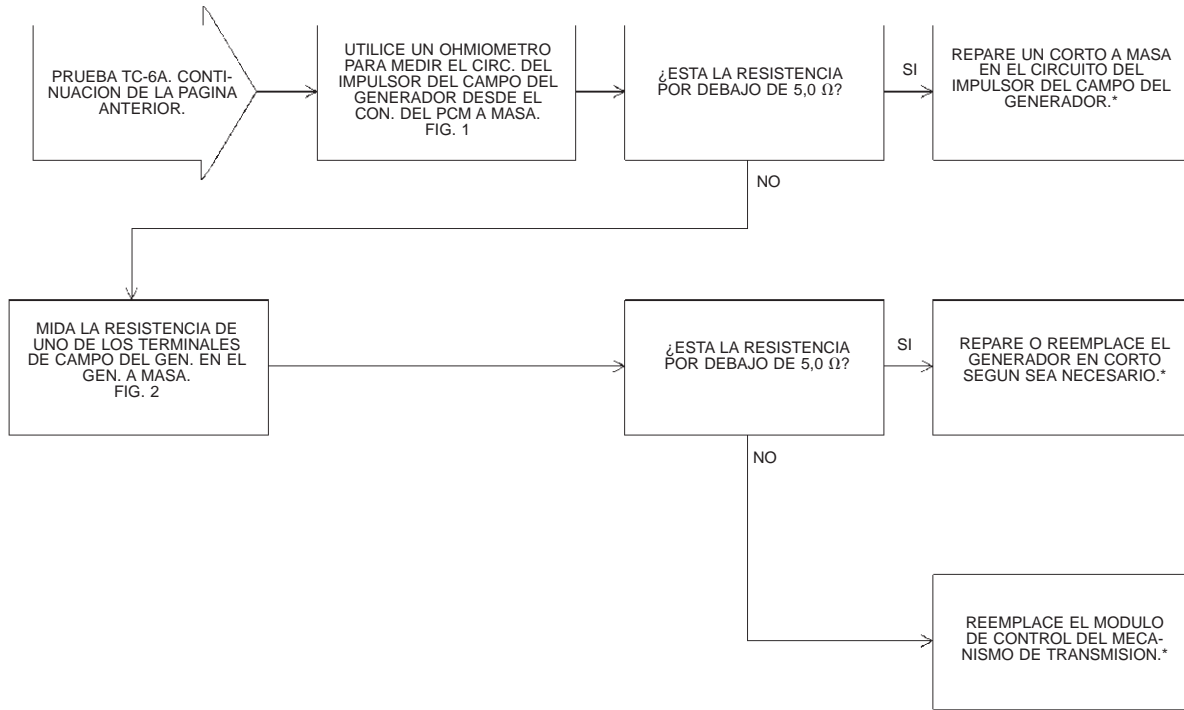 PRUEBA TC-6A. CONTI-
NUACION DE LA PAGINA
ANTERIOR.
UTILICE UN OHMIOMETRO
PARA MEDIR EL CIRC. DEL
IMPULSOR DEL CAMPO DEL
GENERADOR DESDE EL
CON. DEL PCM A MASA.
FIG. 1
¿ESTA LA RESISTENCIA
POR DEBAJO DE 5,0 Ω?
SI
REPARE UN CORTO A MASA
EN EL CIRCUITO DEL
IMPULSOR DEL CAMPO DEL
GENERADOR.*
NO
MIDA LA RESISTENCIA DE
UNO DE LOS TERMINALES
DE CAMPO DEL GEN. EN EL
GEN. A MASA.
FIG. 2
¿ESTA LA RESISTENCIA
POR DEBAJO DE 5,0 Ω?
SI
REPARE O REEMPLACE EL
GENERADOR EN CORTO
SEGUN SEA NECESARIO.*
NO
REEMPLACE EL MODULO
DE CONTROL DEL MECA-
NISMO DE TRANSMISION.*